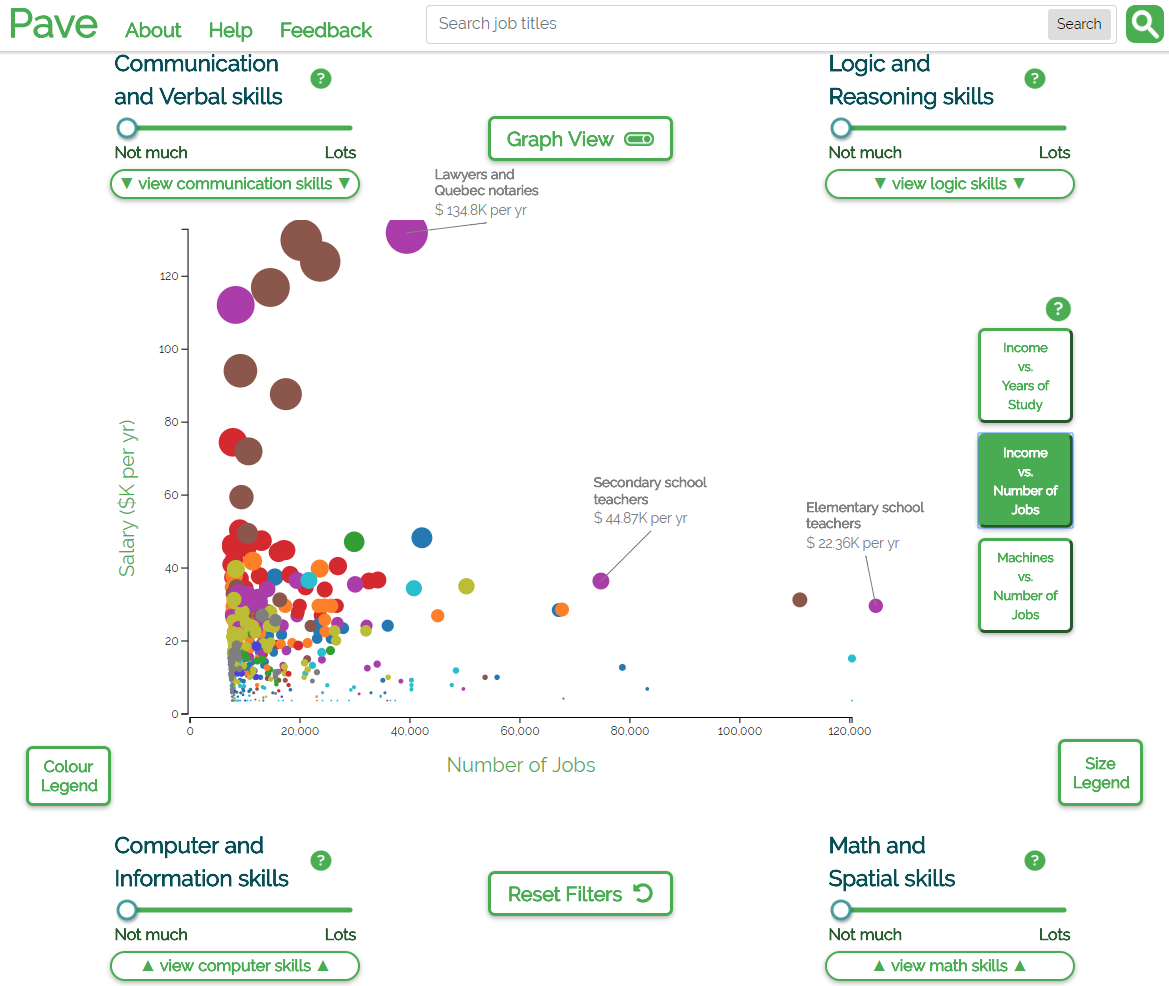 Pave
About
Help
Feedback
Search job titles
Search
Communication
and Verbal skills
?
Not much
Lots
▼ view communication skills ▼
Graph View
Logic and
Reasoning skills
?
Not much
Lots
▼ view logic skills ▼
Lawyers and
Quebec notaries
$ 134.8K per yr
Salary ($K per yr)
120
100
80
60
40
20
0
Secondary school
teachers
$ 44.87K per yr
Elementary school
teachers
$ 22.36K per yr
0
20,000
40,000
60,000
80,000
100,000
120,000
Number of Jobs
?
Income
vs.
Years of
Study
Income
vs.
Number of
Jobs
Machines
vs.
Number of
Jobs
Colour
Legend
Size
Legend
Computer and
Information skills
?
Not much
Lots
▲ view computer skills ▲
Reset Filters
Math and
Spatial skills
?
Not much
Lots
▲ view math skills ▲